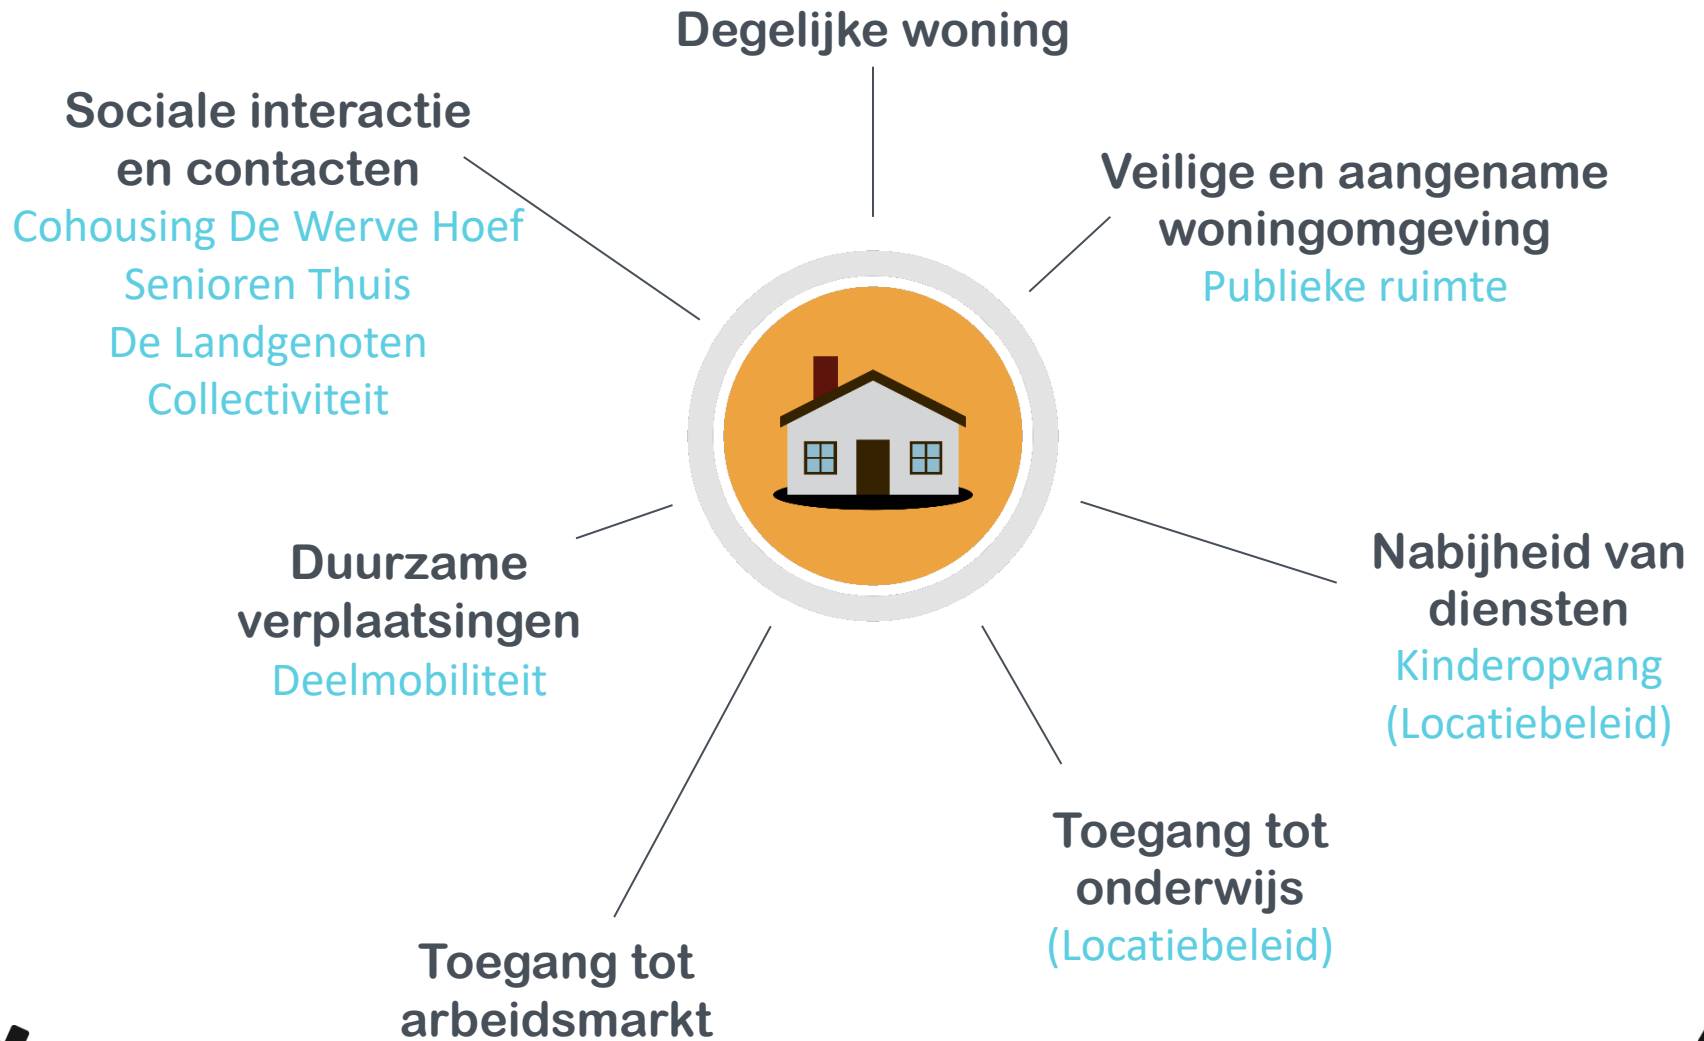 Degelijke woning
Sociale interactie
en contacten
Cohousing De Werve Hoef
Senioren Thuis
De Landgenoten
Collectiviteit
Veilige en aangename
woningomgeving
Publieke ruimte
Duurzame
verplaatsingen
Deelmobiliteit
Nabijheid van
diensten
Kinderopvang
(Locatiebeleid)
Toegang tot
onderwijs
(Locatiebeleid)
Toegang tot
arbeidsmarkt